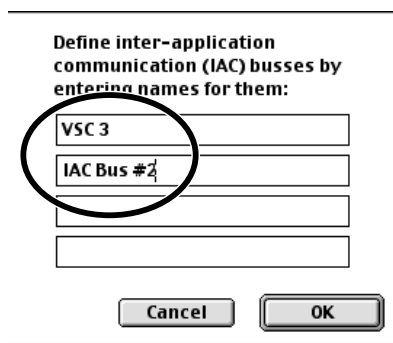 Define inter-application
communication (IAC) busses by
entering names for them:
VSC 3
IAC Bus #2
Cancel
OK